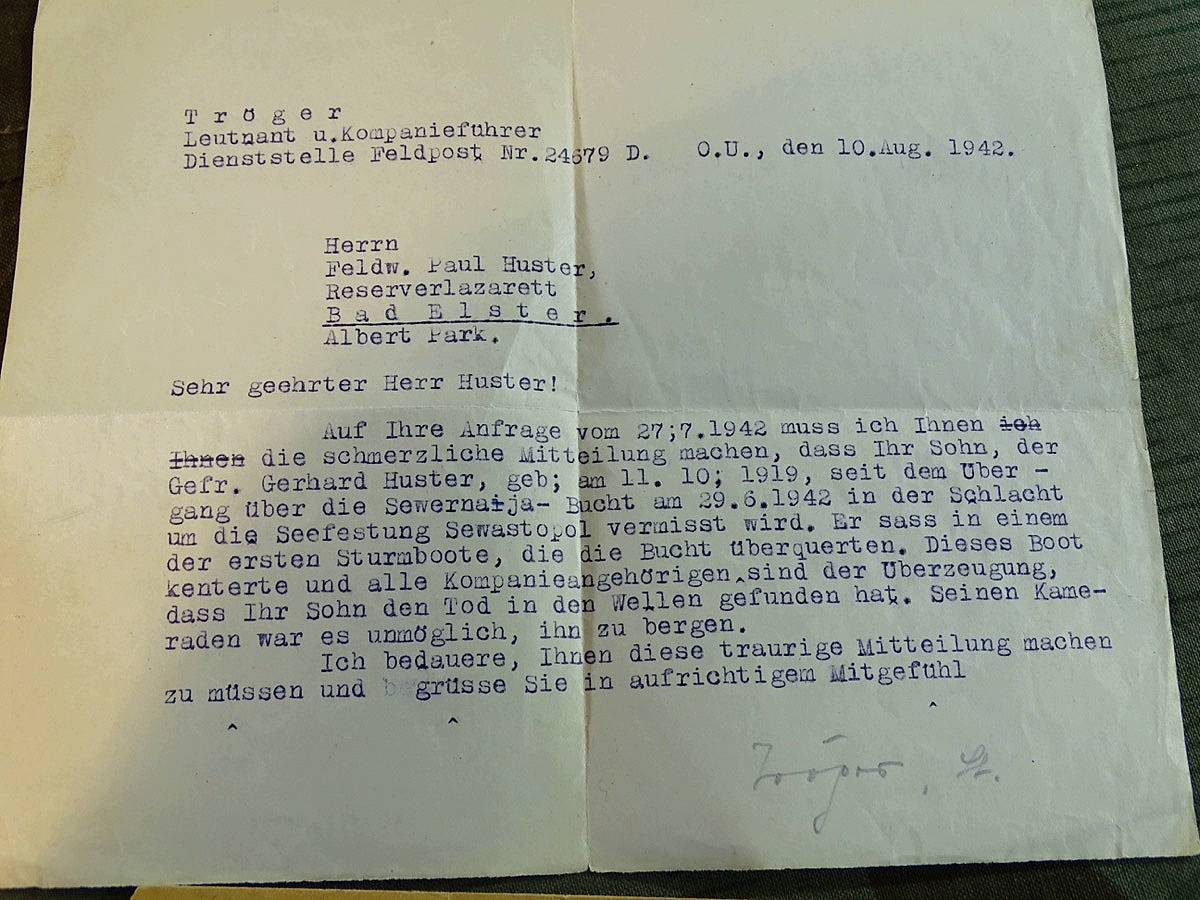 T r ö g e r
Leutnant u.Kompanieführer
Dienststelle Feldpost Nr.24679 D. O.U., den 10.Aug. 1942.
Herrn
Feldw. Paul Huster,
Reserverlazarett
B a d E l s t e r .
Albert Park.
Sehr geehrter Herr Huster!
Auf Ihre Anfrage vom 27;7.1942 muss ich Ihnen ich
Ihnen die schmerzliche Mitteilung machen, dass Ihr Sohn, der
Gefr. Gerhard Huster, geb; am 11. 10; 1919, seit dem Über -
gang über die Sewernaija- Bucht am 29.6.1942 in der Schlacht
um die Seefestung Sewastopol vermisst wird. Er sass in einem
der ersten Sturmboote, die die Bucht überquerten. Dieses Boot
kenterte und alle Kompanieangehörigen sind der Überzeugung,
dass Ihr Sohn den Tod in den Wellen gefunden hat. Seinen Kame-
raden war es unmöglich, ihn zu bergen.
Ich bedauere, Ihnen diese traurige Mitteilung machen
zu müssen und grüsse Sie in aufrichtigem Mitgefühl
Tröger, Lt.